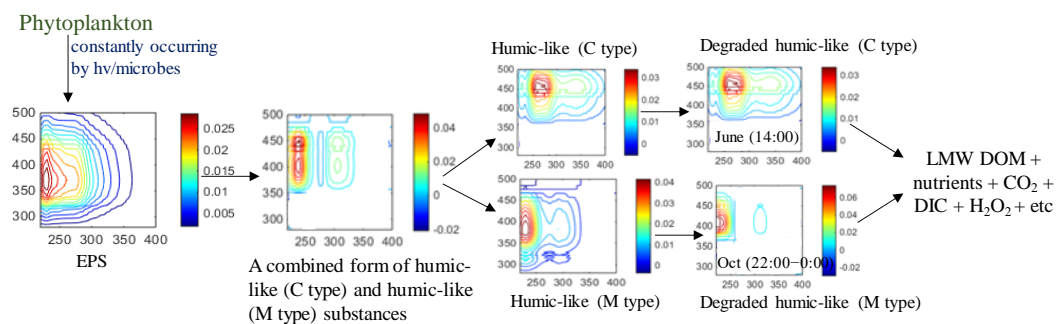 Phytoplankton
constantly occurring
by hv/microbes
500
450
400
350
300
250 300 350 400
0.025
0.02
0.015
0.01
0.005
EPS
500
450
400
350
300
250 300 350 400
0.04
0.02
0
-0.02
A combined form of humic-
like (C type) and humic-like
(M type) substances
Humic-like (C type)
500
450
400
350
300
250 300 350 400
0.03
0.02
0.01
0
Degraded humic-like (C type)
500
450
400
350
300
250 300 350 400
0.03
0.02
0.01
0
June (14:00)
500
450
400
350
300
250 300 350 400
0.04
0.03
0.02
0.01
0
Humic-like (M type)
500
450
400
350
300
250 300 350 400
0.06
0.04
0.02
0
-0.02
Oct (22:00−0:00)
Degraded humic-like (M type)
LMW DOM +
nutrients + CO₂ +
DIC + H₂O₂ + etc